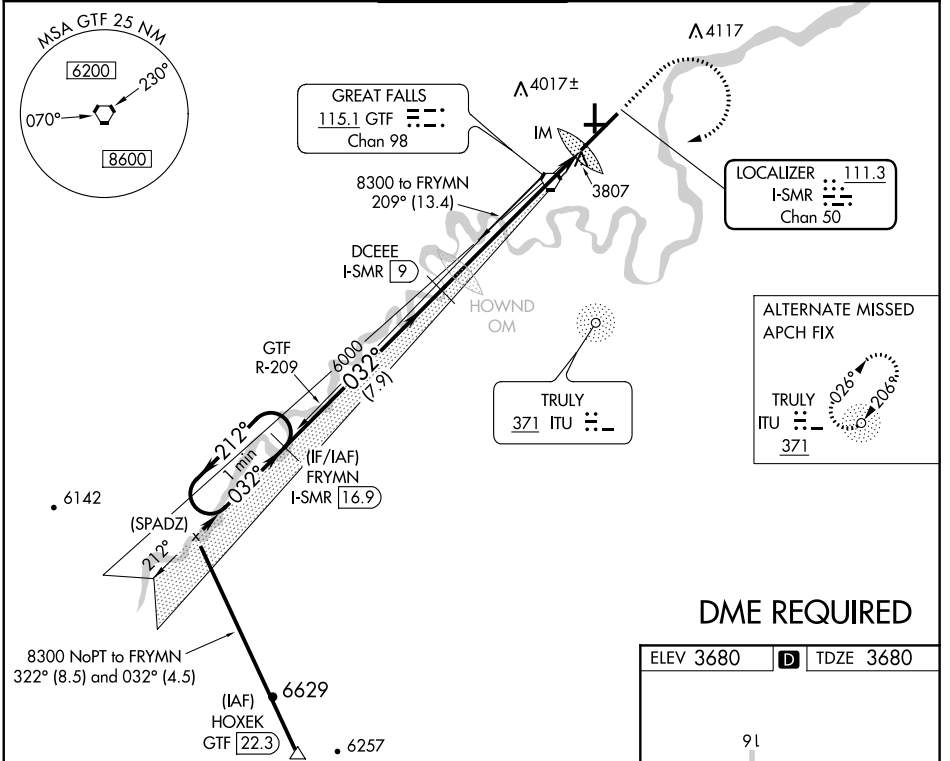 MSA GTF 25 NM
6200
230°
070°
8600
GREAT FALLS
115.1 GTF
Chan 98
4017±
4117
IM
3807
LOCALIZER 111.3
I-SMR
Chan 50
8300 to FRYMN
209° (13.4)
DCEEE
I-SMR 9
HOWND
OM
GTF
R-209
6000
032°
(7.9)
TRULY
371 ITU
ALTERNATE MISSED
APCH FIX
TRULY
ITU
371
026°
206°
212°
1 min
032°
(IF/IAF)
FRYMN
I-SMR 16.9
6142
(SPADZ)
212°
8300 NoPT to FRYMN
322° (8.5) and 032° (4.5)
6629
(IAF)
HOXEK
GTF 22.3
6257
DME REQUIRED
ELEV 3680 D TDZE 3680
16